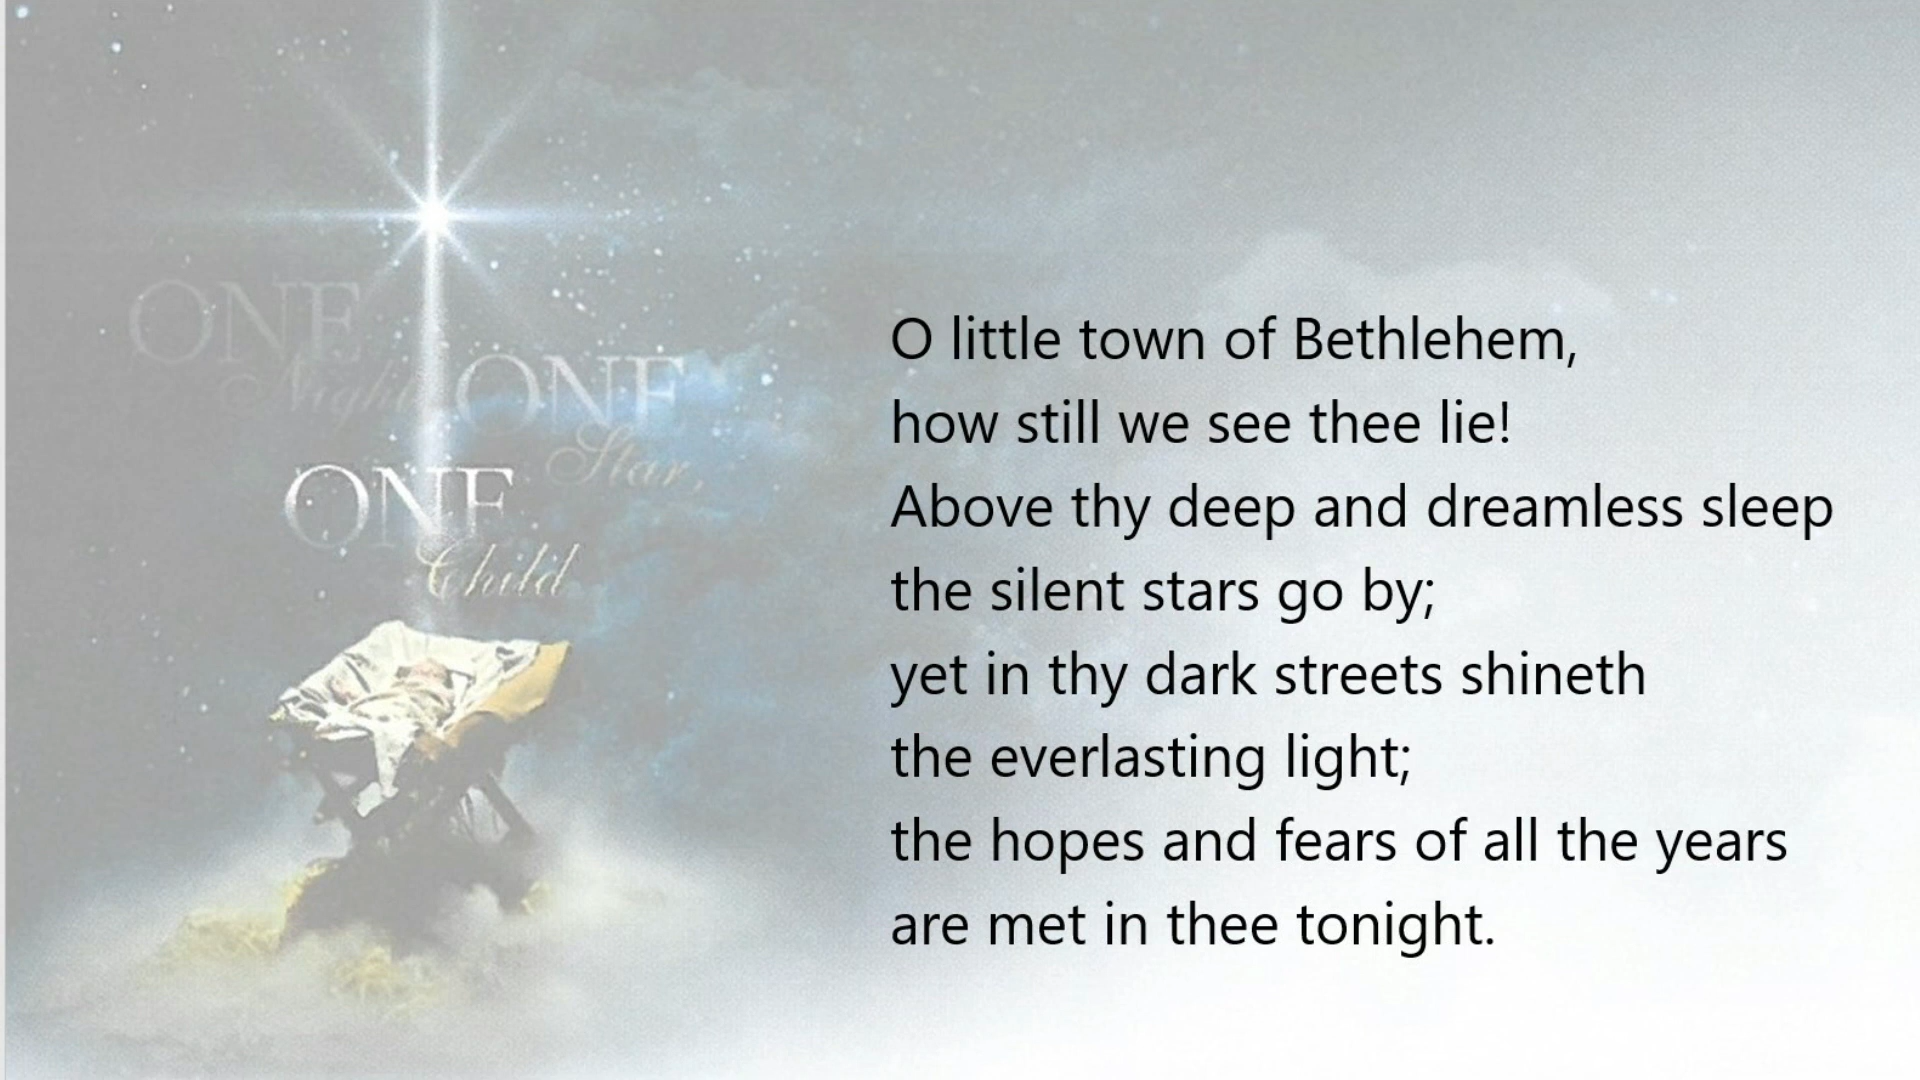 ONE
Night
ONE
Star,
ONE
Child
O little town of Bethlehem,
how still we see thee lie!
Above thy deep and dreamless sleep
the silent stars go by;
yet in thy dark streets shineth
the everlasting light;
the hopes and fears of all the years
are met in thee tonight.